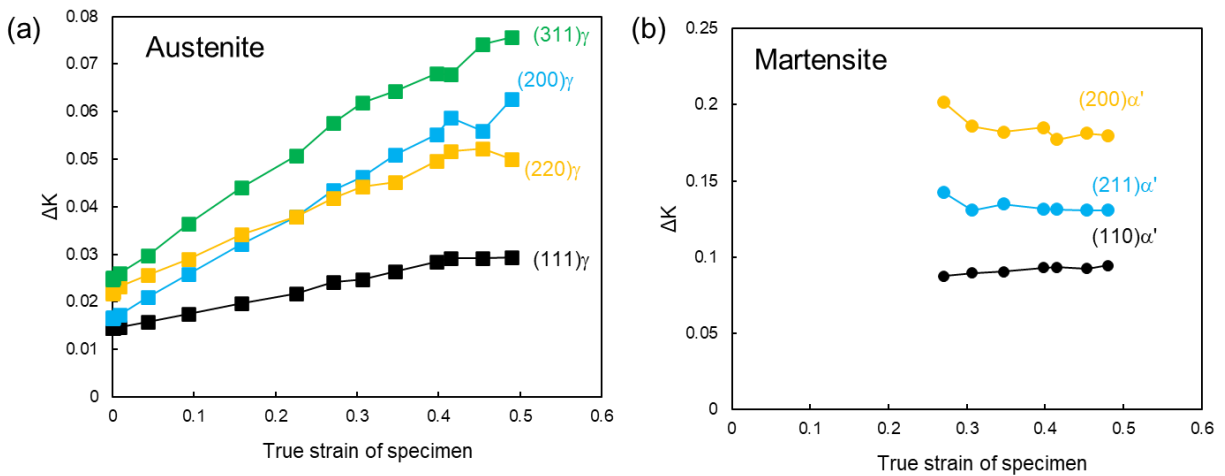 (a)
Austenite
0.08
0.07
0.06
0.05
0.04
0.03
0.02
0.01
0
ΔK
(311)γ
(200)γ
(220)γ
(111)γ
0 0.1 0.2 0.3 0.4 0.5 0.6
True strain of specimen
(b)
Martensite
0.25
0.2
0.15
0.1
0.05
0
ΔK
(200)α'
(211)α'
(110)α'
0 0.1 0.2 0.3 0.4 0.5 0.6
True strain of specimen